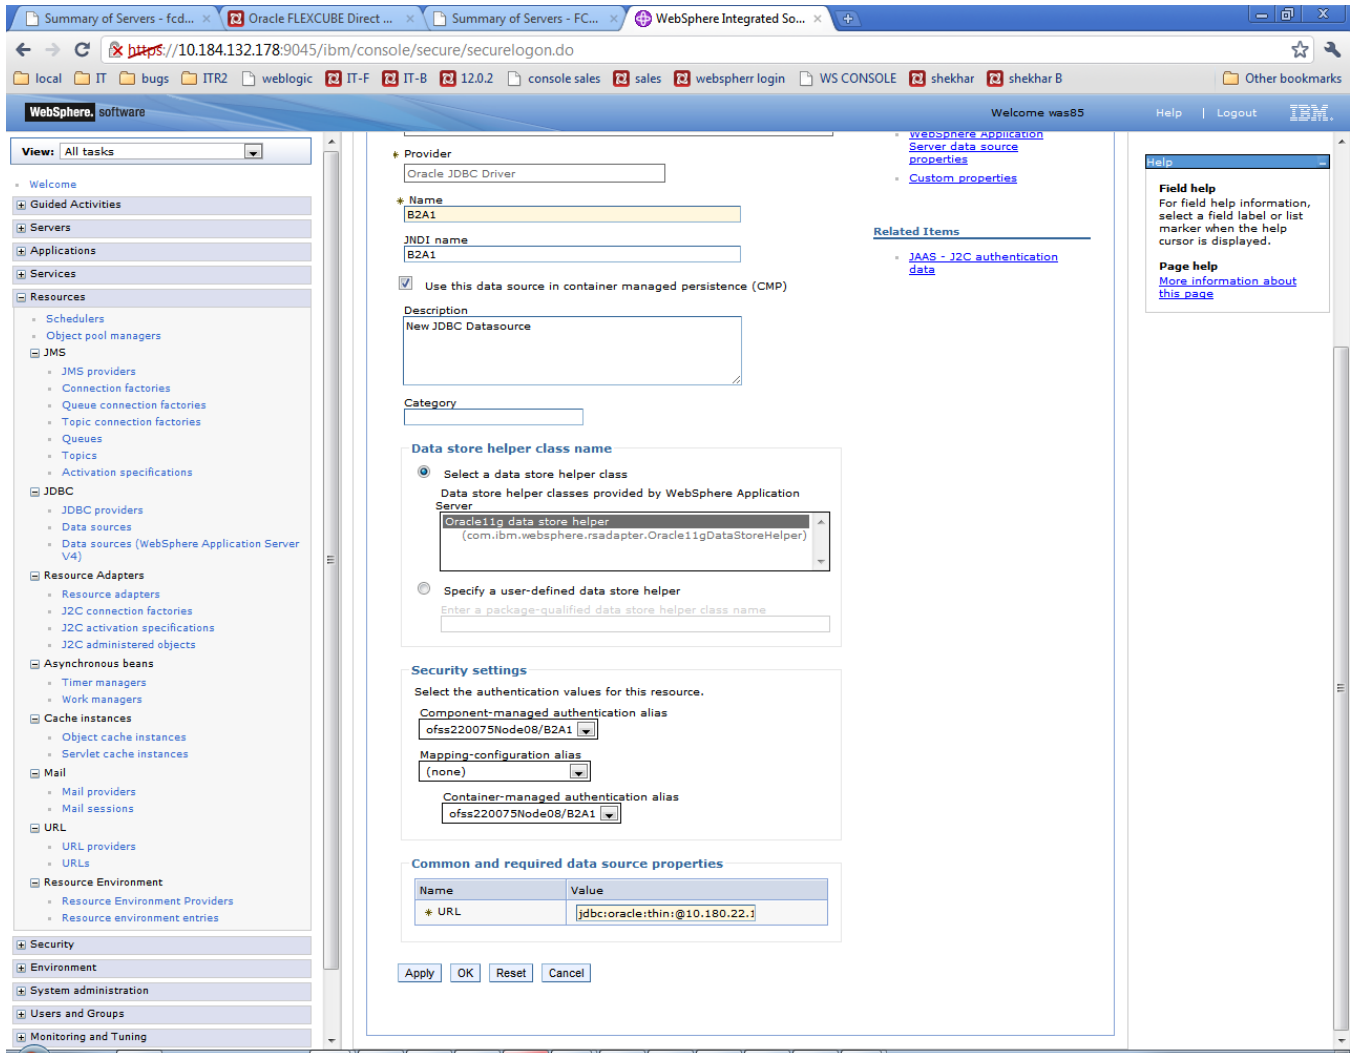 Summary of Servers - fcd...
Oracle FLEXCUBE Direct ...
Summary of Servers - FC...
WebSphere Integrated So...
https://10.184.132.178:9045/ibm/console/secure/securelogon.do
local IT bugs ITR2 weblogic IT-F IT-B 12.0.2 console sales sales webspherr login WS CONSOLE shekhar shekhar B Other bookmarks
WebSphere. software Welcome was85 Help | Logout IBM.
View: All tasks
Welcome
Guided Activities
Servers
Applications
Services
Resources
Schedulers
Object pool managers
JMS
JMS providers
Connection factories
Queue connection factories
Topic connection factories
Queues
Topics
Activation specifications
JDBC
JDBC providers
Data sources
Data sources (WebSphere Application Server
V4)
Resource Adapters
Resource adapters
J2C connection factories
J2C activation specifications
J2C administered objects
Asynchronous beans
Timer managers
Work managers
Cache instances
Object cache instances
Servlet cache instances
Mail
Mail providers
Mail sessions
URL
URL providers
URLs
Resource Environment
Resource Environment Providers
Resource environment entries
Security
Environment
System administration
Users and Groups
Monitoring and Tuning
Provider
Oracle JDBC Driver
Name
B2A1
JNDI name
B2A1
Use this data source in container managed persistence (CMP)
Description
New JDBC Datasource
Category
Data store helper class name
Select a data store helper class
Data store helper classes provided by WebSphere Application
Server
Oracle11g data store helper
(com.ibm.websphere.rsadapter.Oracle11gDataStoreHelper)
Specify a user-defined data store helper
Enter a package-qualified data store helper class name
Security settings
Select the authentication values for this resource.
Component-managed authentication alias
ofss220075Node08/B2A1
Mapping-configuration alias
(none)
Container-managed authentication alias
ofss220075Node08/B2A1
Common and required data source properties
Name Value
URL jdbc:oracle:thin:@10.180.22.1
Apply OK Reset Cancel
WebSphere Application
Server data source
properties
Custom properties
Related Items
JAAS - J2C authentication
data
Help
Field help
For field help information,
select a field label or list
marker when the help
cursor is displayed.
Page help
More information about
this page